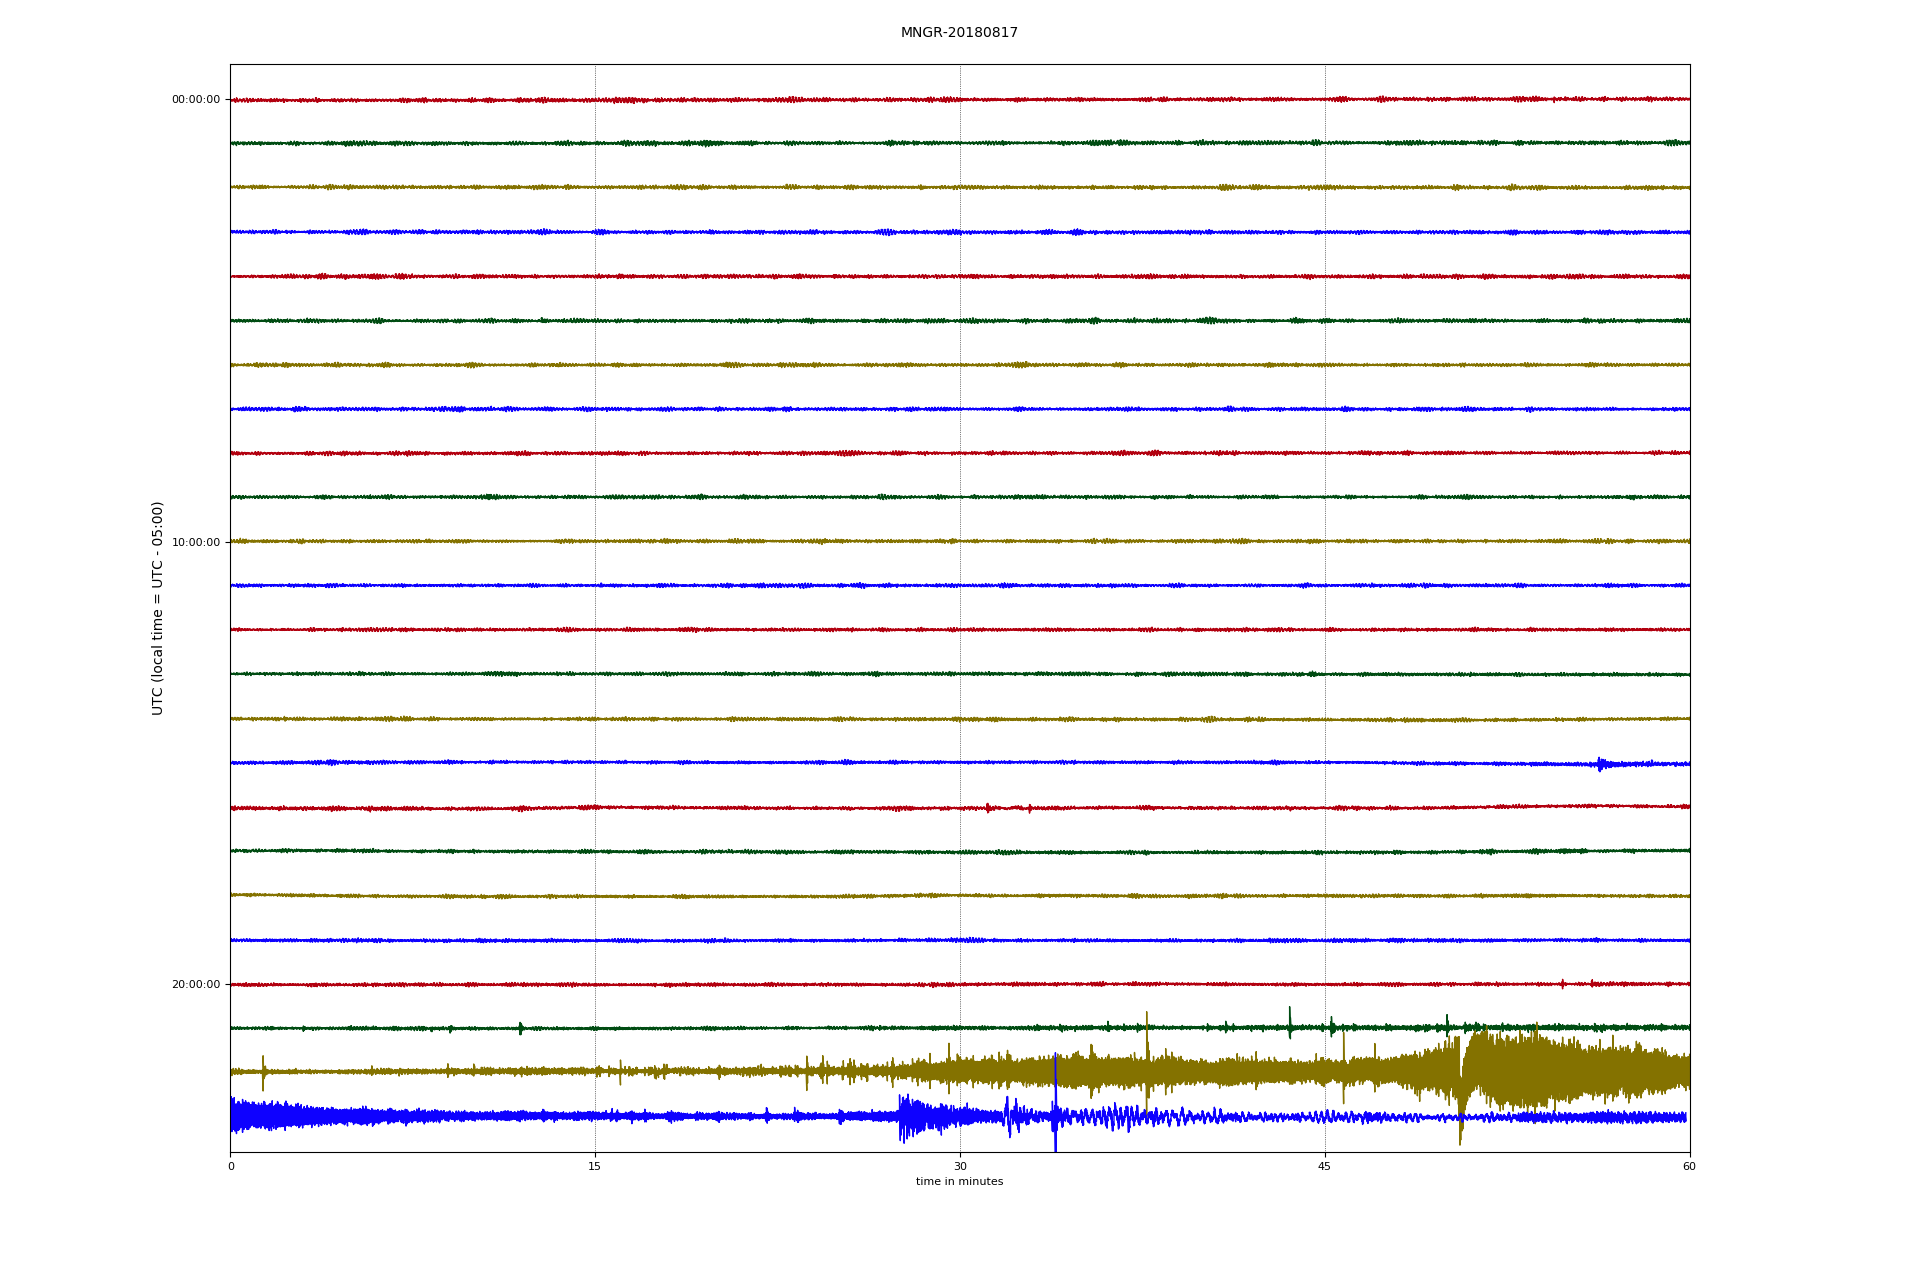 MNGR-20180817
00:00:00
10:00:00
20:00:00
UTC (local time = UTC - 05:00)
0 15 30 45 60
time in minutes